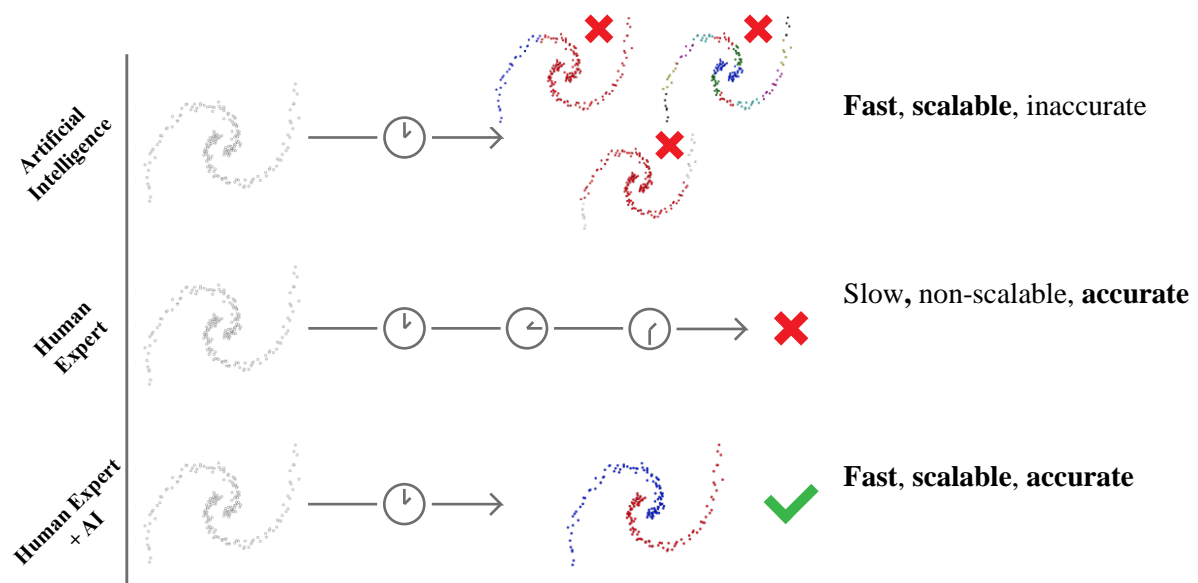 Artificial
Intelligence
Fast, scalable, inaccurate
Human
Expert
Slow, non-scalable, accurate
Human Expert
+ AI
Fast, scalable, accurate